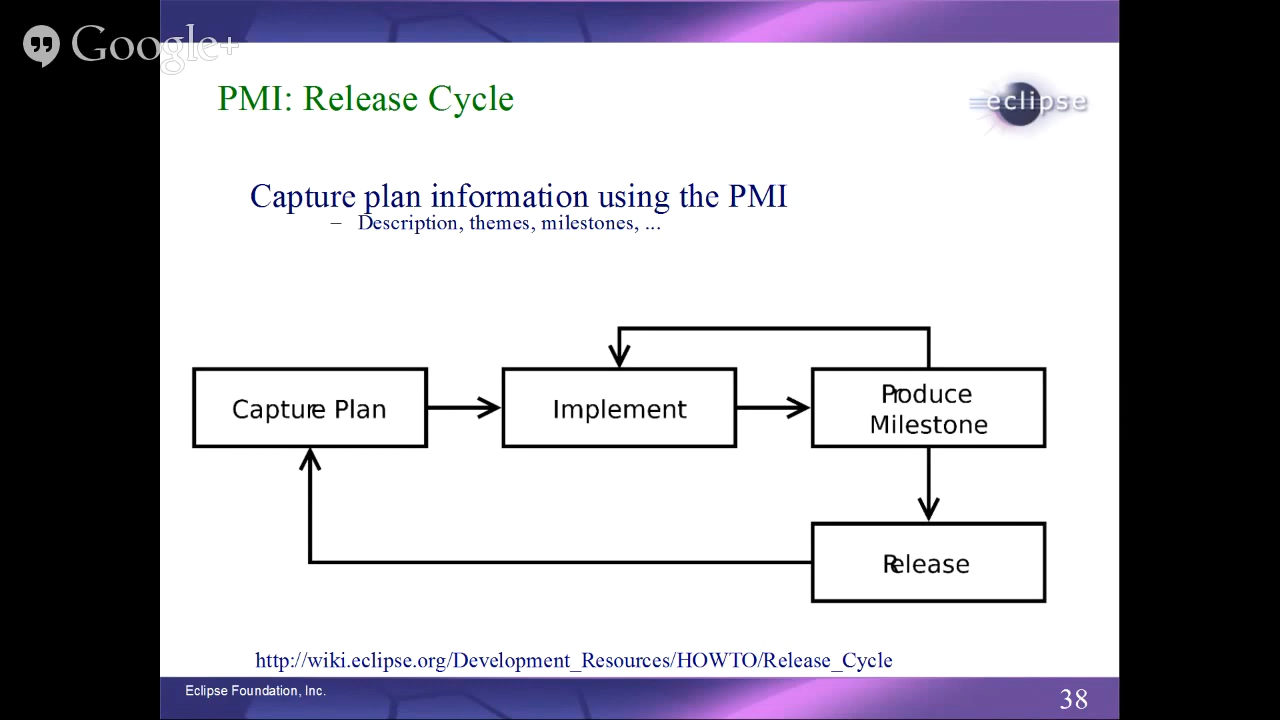 Google+
PMI: Release Cycle
eclipse
Capture plan information using the PMI
– Description, themes, milestones, ...
Capture Plan
Implement
Produce
Milestone
Release
http://wiki.eclipse.org/Development_Resources/HOWTO/Release_Cycle
Eclipse Foundation, Inc.
38